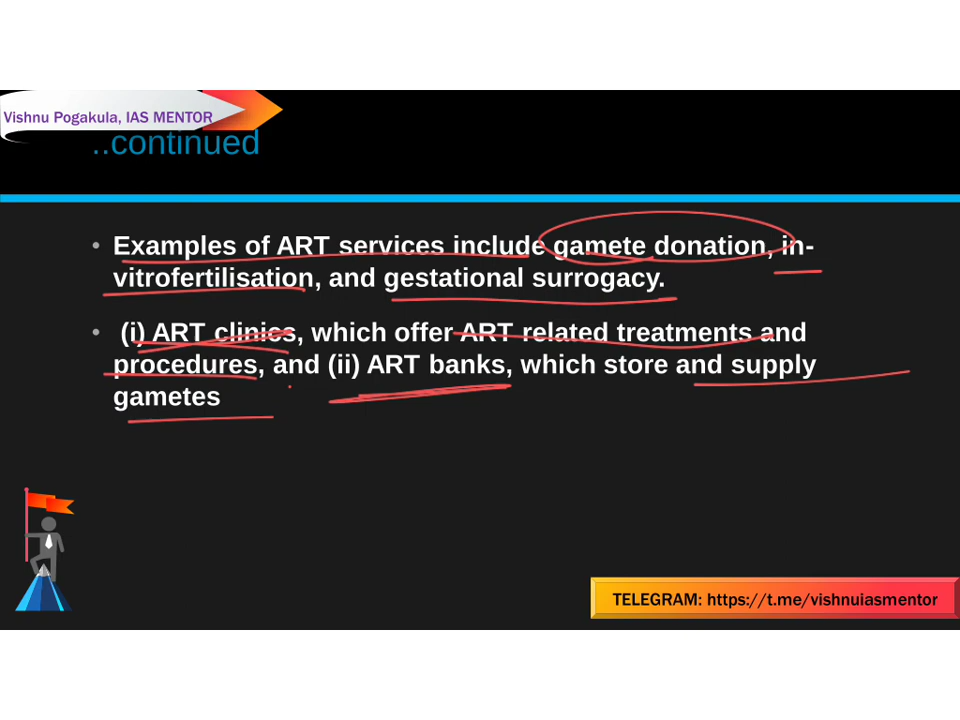 Vishnu Pogakula, IAS MENTOR
..continued
• Examples of ART services include gamete donation, in-
vitrofertilisation, and gestational surrogacy.
• (i) ART clinics, which offer ART related treatments and
procedures, and (ii) ART banks, which store and supply
gametes
TELEGRAM: https://t.me/vishnuiasmentor